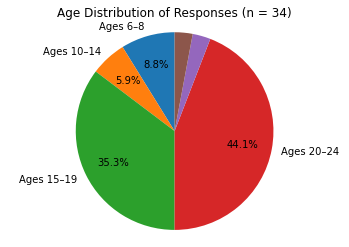 Age Distribution of Responses (n = 34)
Ages 6–8
Ages 10–14
8.8%
5.9%
44.1%
Ages 20–24
35.3%
Ages 15–19